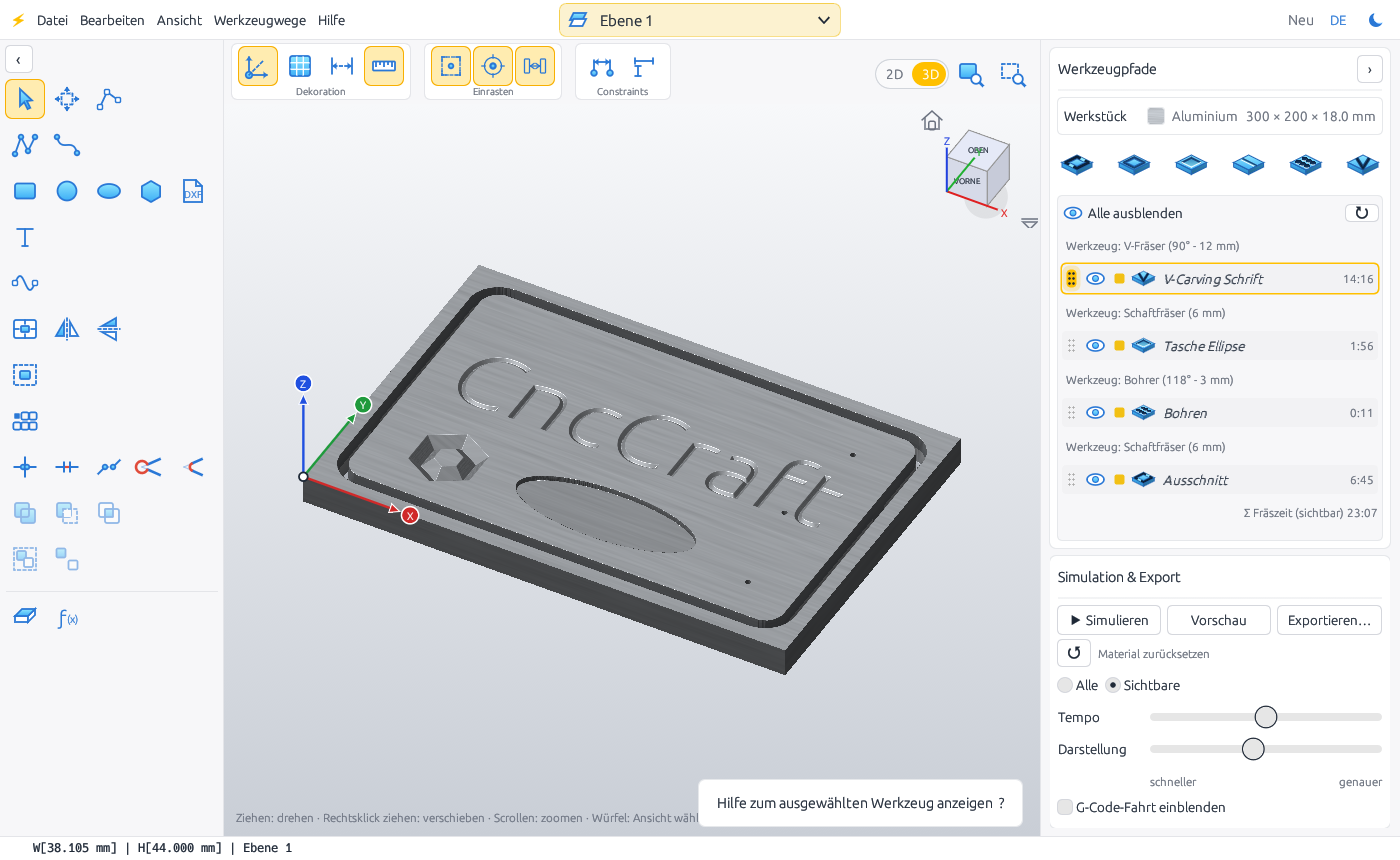 Datei Bearbeiten Ansicht Werkzeugwege Hilfe
Ebene 1
Neu DE
Dekoration
Einrasten
Constraints
2D 3D
DXF
T
f(x)
OBEN
VORNE
Z
X
Z
Y
X
CncCraft
Ziehen: drehen · Rechtsklick ziehen: verschieben · Scrollen: zoomen · Würfel: Ansicht wähl
Hilfe zum ausgewählten Werkzeug anzeigen ?
Werkzeugpfade
Werkstück Aluminium 300 × 200 × 18.0 mm
Alle ausblenden
Werkzeug: V-Fräser (90° - 12 mm)
V-Carving Schrift 14:16
Werkzeug: Schaftfräser (6 mm)
Tasche Ellipse 1:56
Werkzeug: Bohrer (118° - 3 mm)
Bohren 0:11
Werkzeug: Schaftfräser (6 mm)
Ausschnitt 6:45
Σ Fräszeit (sichtbar) 23:07
Simulation & Export
Simulieren Vorschau Exportieren…
Material zurücksetzen
Alle Sichtbare
Tempo
Darstellung
schneller genauer
G-Code-Fahrt einblenden
W[38.105 mm] | H[44.000 mm] | Ebene 1